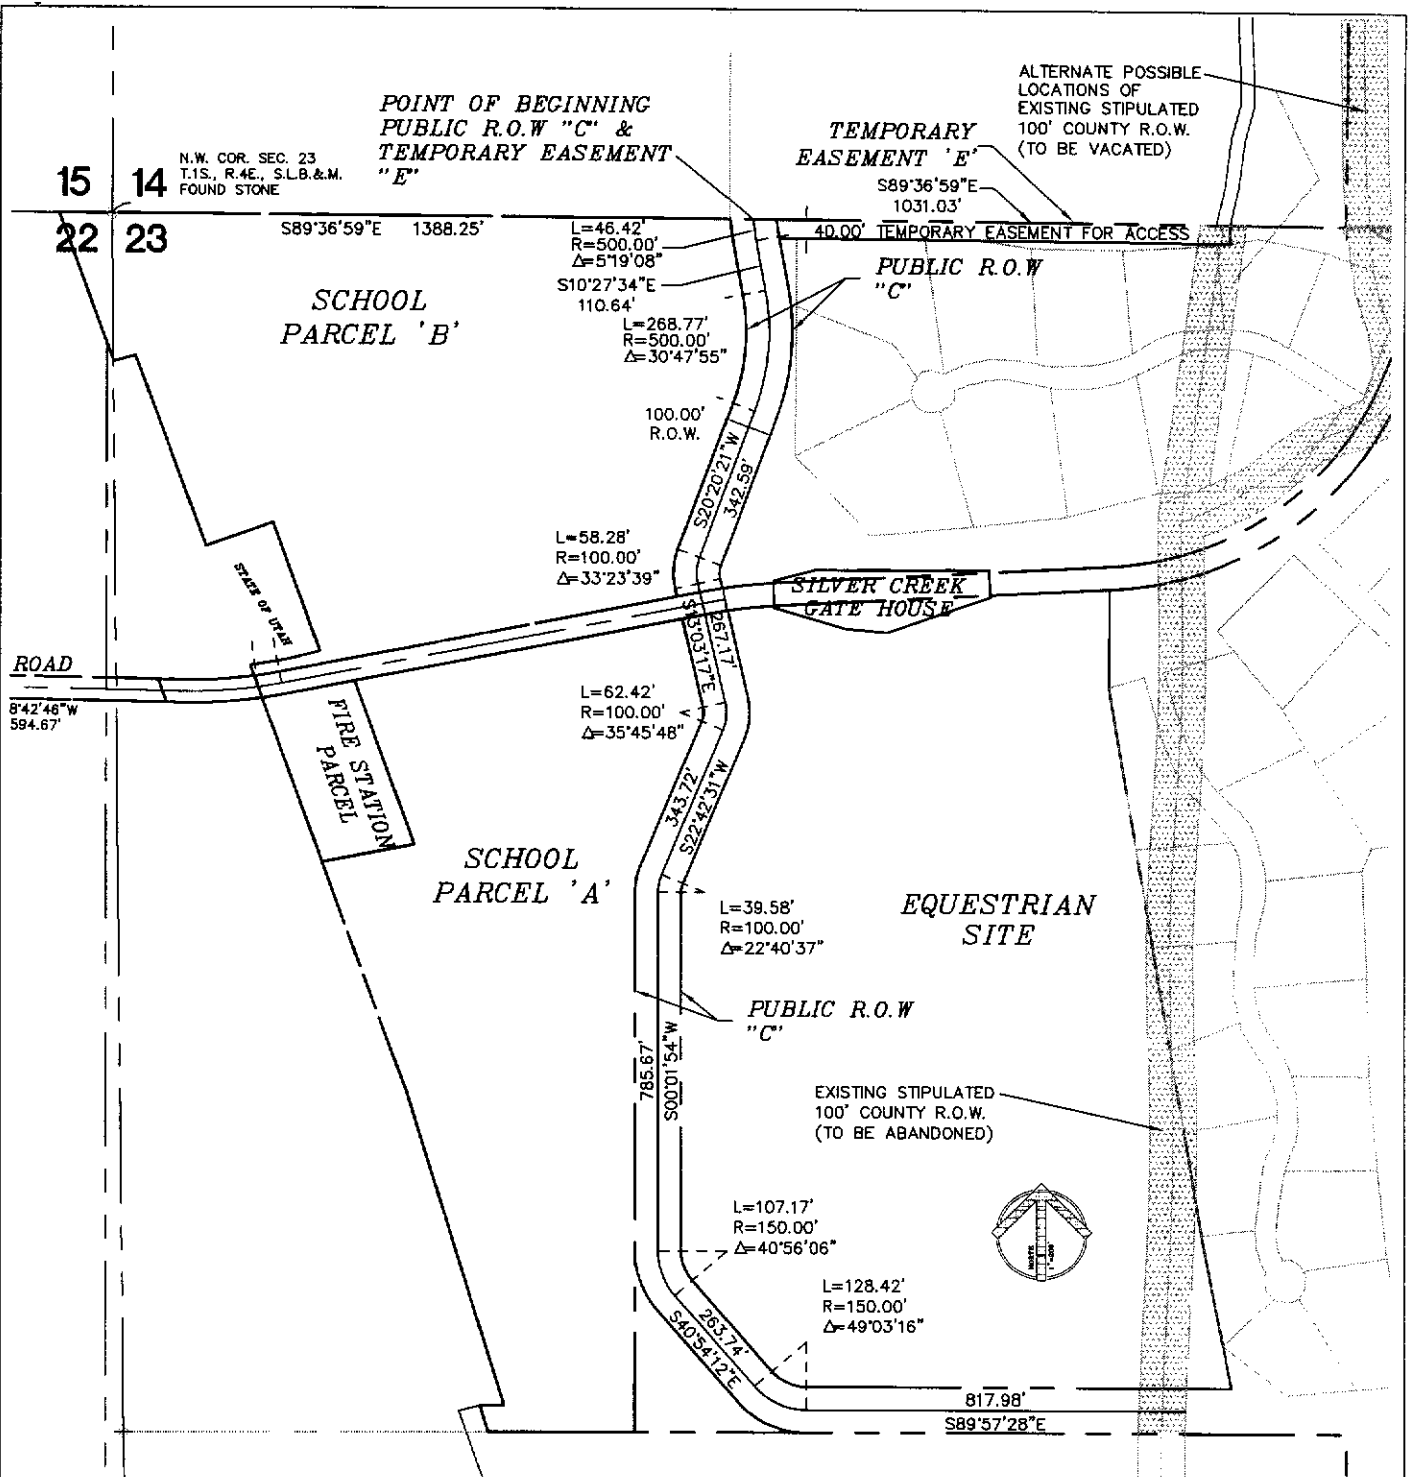 POINT OF BEGINNING
PUBLIC R.O.W "C" &
TEMPORARY EASEMENT
"E"
ALTERNATE POSSIBLE
LOCATIONS OF
EXISTING STIPULATED
100' COUNTY R.O.W.
(TO BE VACATED)
TEMPORARY
EASEMENT 'E'
S89°36'59"E
1031.03'
15 14
22 23
N.W. COR. SEC. 23
T.1S., R.4E., S.L.B.&M.
FOUND STONE
S89°36'59"E 1388.25'
L=46.42'
R=500.00'
Δ=5°19'08"
40.00' TEMPORARY EASEMENT FOR ACCESS
S10°27'34"E
110.64'
PUBLIC R.O.W
"C"
SCHOOL
PARCEL 'B'
L=268.77'
R=500.00'
Δ=30°47'55"
100.00'
R.O.W.
S20°20'21"W
342.59'
L=58.28'
R=100.00'
Δ=33°23'39"
STATE OF UTAH
SILVER CREEK
GATE HOUSE
S13°03'17"E
267.17'
ROAD
8°42'46"W
594.67'
L=62.42'
R=100.00'
Δ=35°45'48"
FIRE STATION
PARCEL
343.72'
S22°42'31"W
SCHOOL
PARCEL 'A'
L=39.58'
R=100.00'
Δ=22°40'37"
EQUESTRIAN
SITE
PUBLIC R.O.W
"C"
785.67'
S00°01'54"W
EXISTING STIPULATED
100' COUNTY R.O.W.
(TO BE ABANDONED)
L=107.17'
R=150.00'
Δ=40°56'06"
NORTH
L=128.42'
R=150.00'
Δ=49°03'16"
263.74'
S40°54'12"E
817.98'
S89°57'28"E